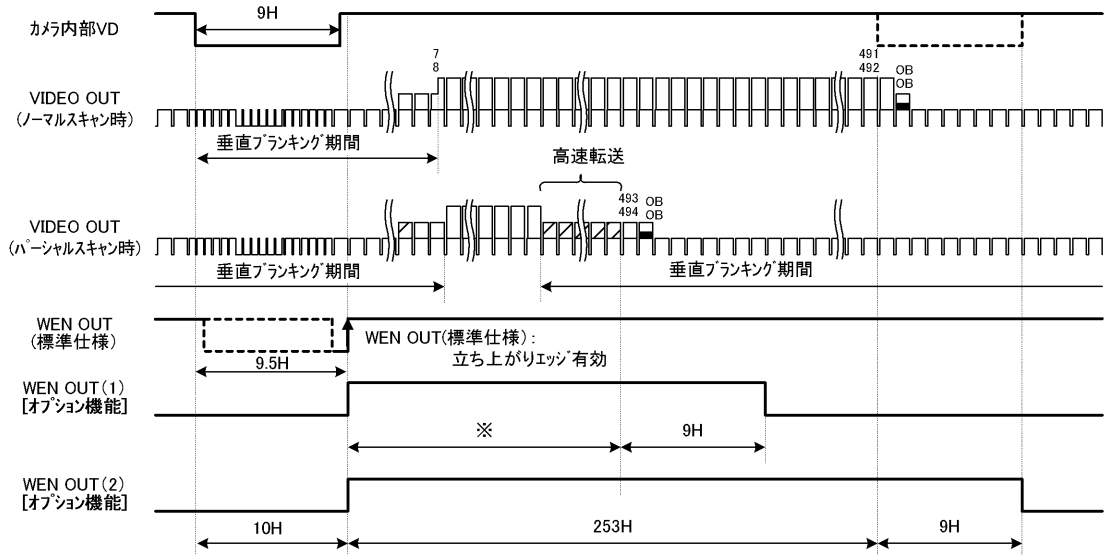 9H
カメラ内部VD
7
8
491
492
OB
OB
VIDEO OUT
(ノーマルスキャン時)
垂直ブランキング期間
高速転送
493
494
OB
OB
VIDEO OUT
(パーシャルスキャン時)
垂直ブランキング期間
垂直ブランキング期間
WEN OUT
(標準仕様)
WEN OUT(標準仕様):
立ち上がりエッジ有効
9.5H
WEN OUT(1)
[オプション機能]
※
9H
WEN OUT(2)
[オプション機能]
10H
253H
9H